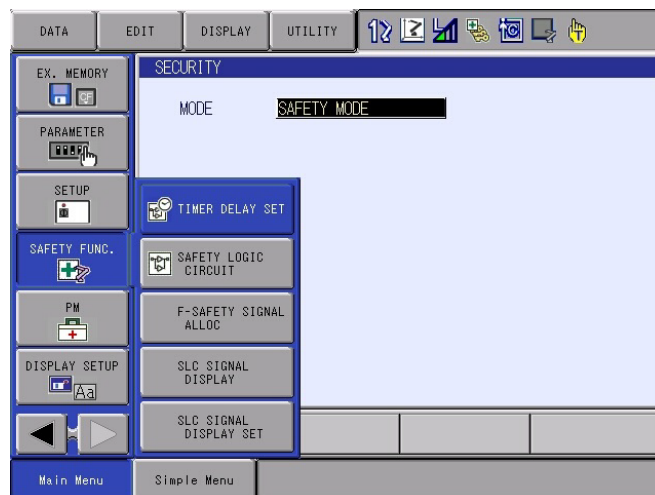 DATA
EDIT
DISPLAY
UTILITY
EX. MEMORY
CF
PARAMETER
SETUP
SAFETY FUNC.
PM
DISPLAY SETUP
Aa
SECURITY
MODE
SAFETY MODE
TIMER DELAY SET
SAFETY LOGIC
CIRCUIT
F-SAFETY SIGNAL
ALLOC
SLC SIGNAL
DISPLAY
SLC SIGNAL
DISPLAY SET
Main Menu
Simple Menu